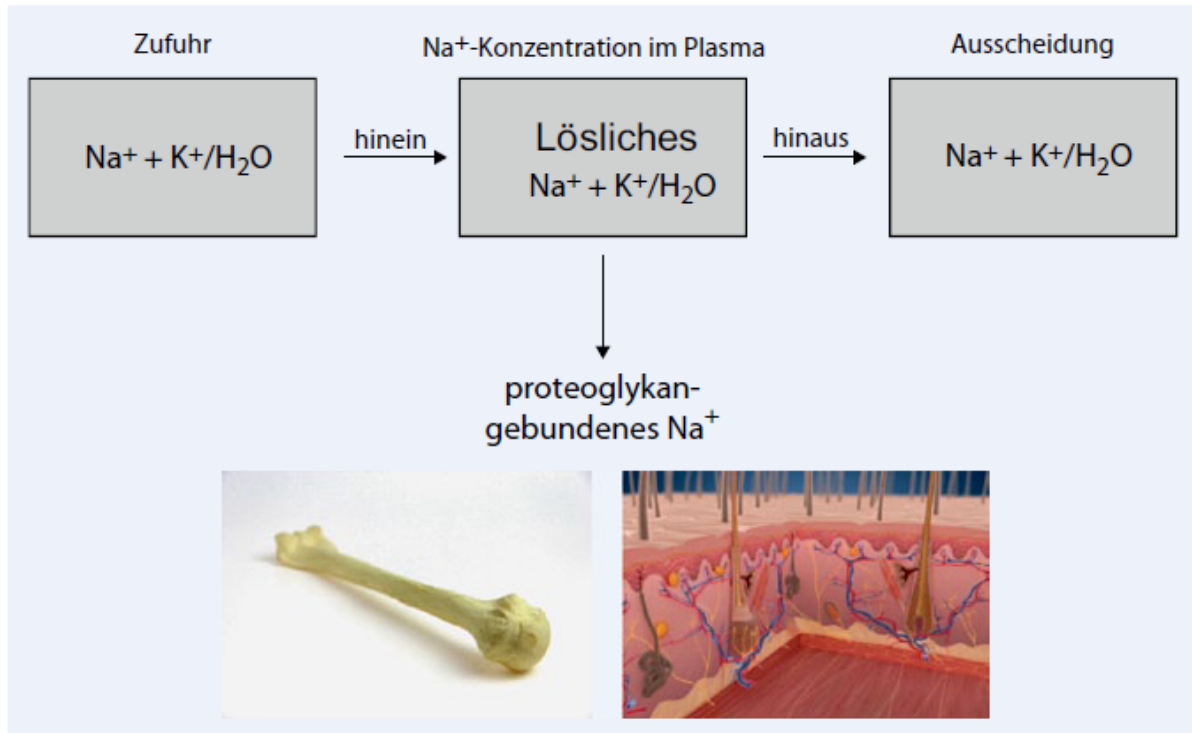 Zufuhr
Na⁺-Konzentration im Plasma
Ausscheidung
Na⁺ + K⁺/H₂O
hinein
Lösliches
Na⁺ + K⁺/H₂O
hinaus
Na⁺ + K⁺/H₂O
proteoglykan-
gebundenes Na⁺